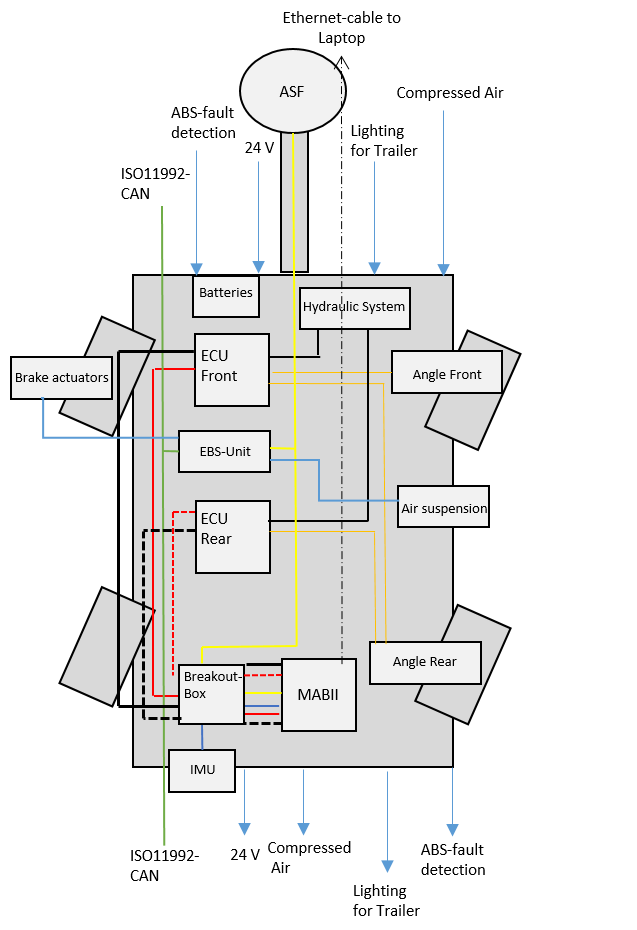 Ethernet-cable to
Laptop
ASF
Compressed Air
ABS-fault
detection
Lighting
for Trailer
24 V
ISO11992-
CAN
Batteries
Hydraulic System
ECU
Front
Brake actuators
Angle Front
EBS-Unit
Air suspension
ECU
Rear
Angle Rear
Breakout-
Box
MABII
IMU
24 V
Compressed
Air
ISO11992-
CAN
ABS-fault
detection
Lighting
for Trailer